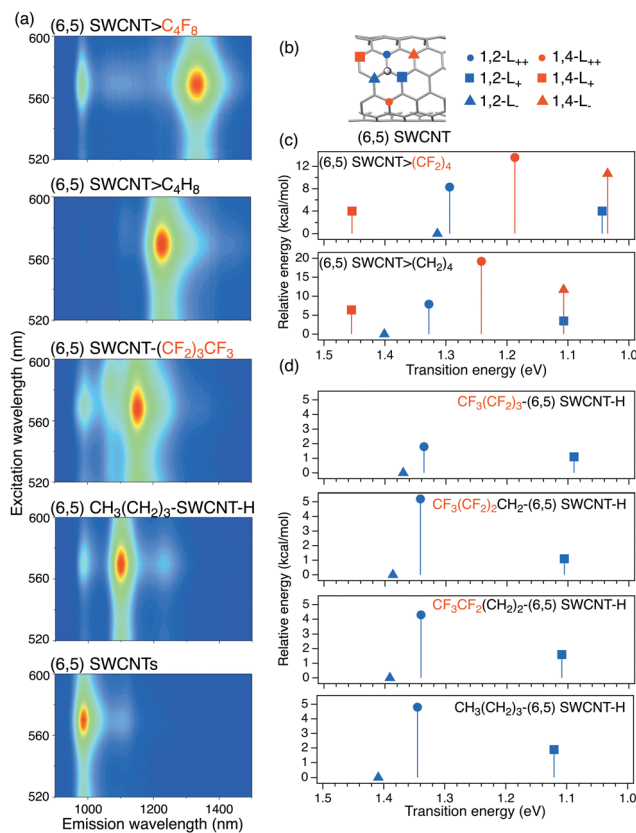 (a)
(6,5) SWCNT>C₄F₈
600
560
520
(6,5) SWCNT>C₄H₈
600
560
520
(6,5) SWCNT-(CF₂)₃CF₃
600
560
520
(6,5) CH₃(CH₂)₃-SWCNT-H
600
560
520
(6,5) SWCNTs
600
560
520
1000 1200 1400
Emission wavelength (nm)
Excitation wavelength (nm)
(b)
1,2-L₊₊ 1,4-L₊₊
1,2-L₊ 1,4-L₊
1,2-L₋ 1,4-L₋
(6,5) SWCNT
(c)
(6,5) SWCNT>(CF₂)₄
12
8
4
0
Relative energy (kcal/mol)
(6,5) SWCNT>(CH₂)₄
20
15
10
5
0
Relative energy (kcal/mol)
1.5 1.4 1.3 1.2 1.1 1.0
Transition energy (eV)
(d)
CF₃(CF₂)₃-(6,5) SWCNT-H
5
4
3
2
1
0
CF₃(CF₂)₂CH₂-(6,5) SWCNT-H
5
4
3
2
1
0
CF₃CF₂(CH₂)₂-(6,5) SWCNT-H
5
4
3
2
1
0
CH₃(CH₂)₃-(6,5) SWCNT-H
5
4
3
2
1
0
Relative energy (kcal/mol)
1.5 1.4 1.3 1.2 1.1 1.0
Transition energy (eV)